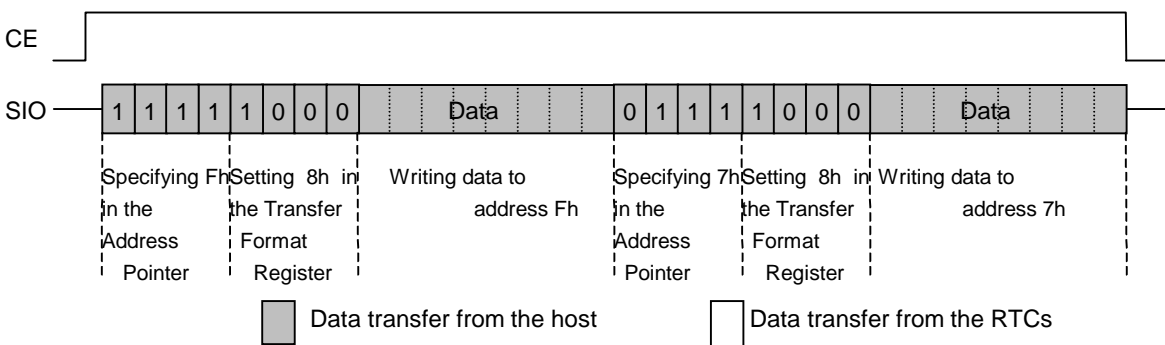 CE
SIO 1 1 1 1 1 0 0 0 Data 0 1 1 1 1 0 0 0 Data
Specifying Fh Setting 8h in Writing data to Specifying 7h Setting 8h in Writing data to
in the the Transfer address Fh in the the Transfer address 7h
Address Format Address Format
Pointer Register Pointer Register
Data transfer from the host Data transfer from the RTCs